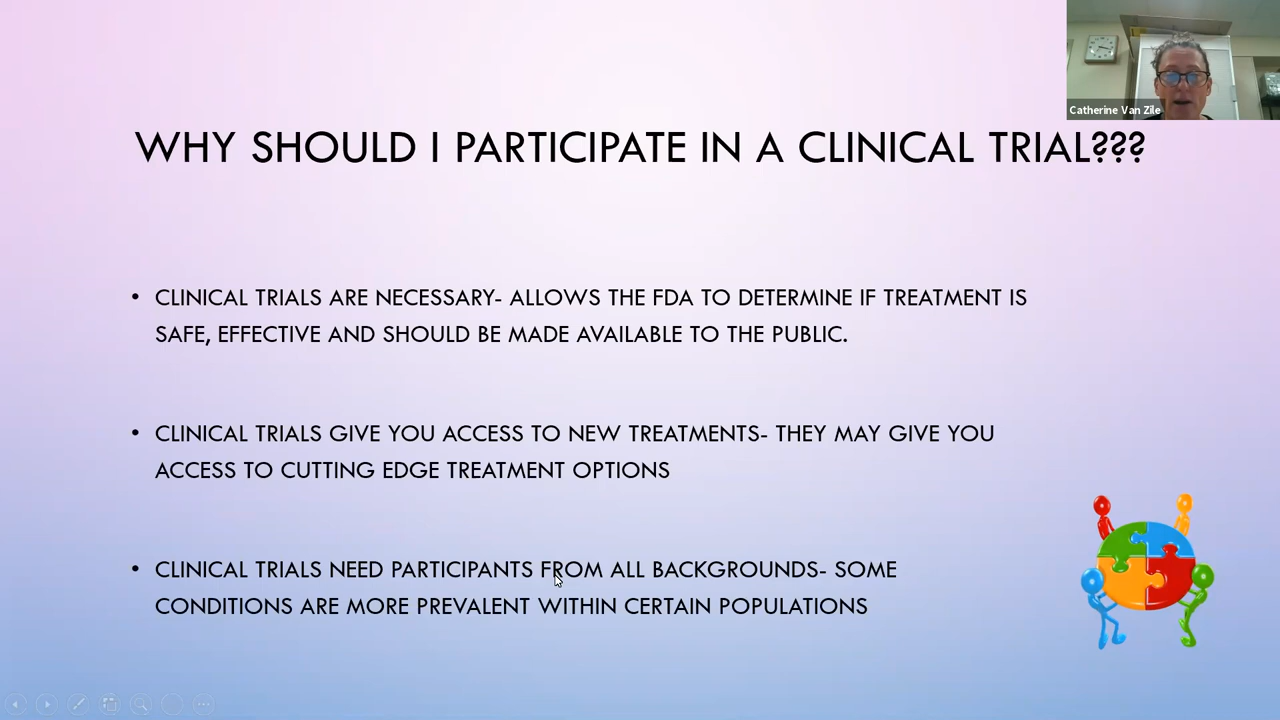 Catherine Van Zile
WHY SHOULD I PARTICIPATE IN A CLINICAL TRIAL???
• CLINICAL TRIALS ARE NECESSARY- ALLOWS THE FDA TO DETERMINE IF TREATMENT IS
SAFE, EFFECTIVE AND SHOULD BE MADE AVAILABLE TO THE PUBLIC.
• CLINICAL TRIALS GIVE YOU ACCESS TO NEW TREATMENTS- THEY MAY GIVE YOU
ACCESS TO CUTTING EDGE TREATMENT OPTIONS
• CLINICAL TRIALS NEED PARTICIPANTS FROM ALL BACKGROUNDS- SOME
CONDITIONS ARE MORE PREVALENT WITHIN CERTAIN POPULATIONS